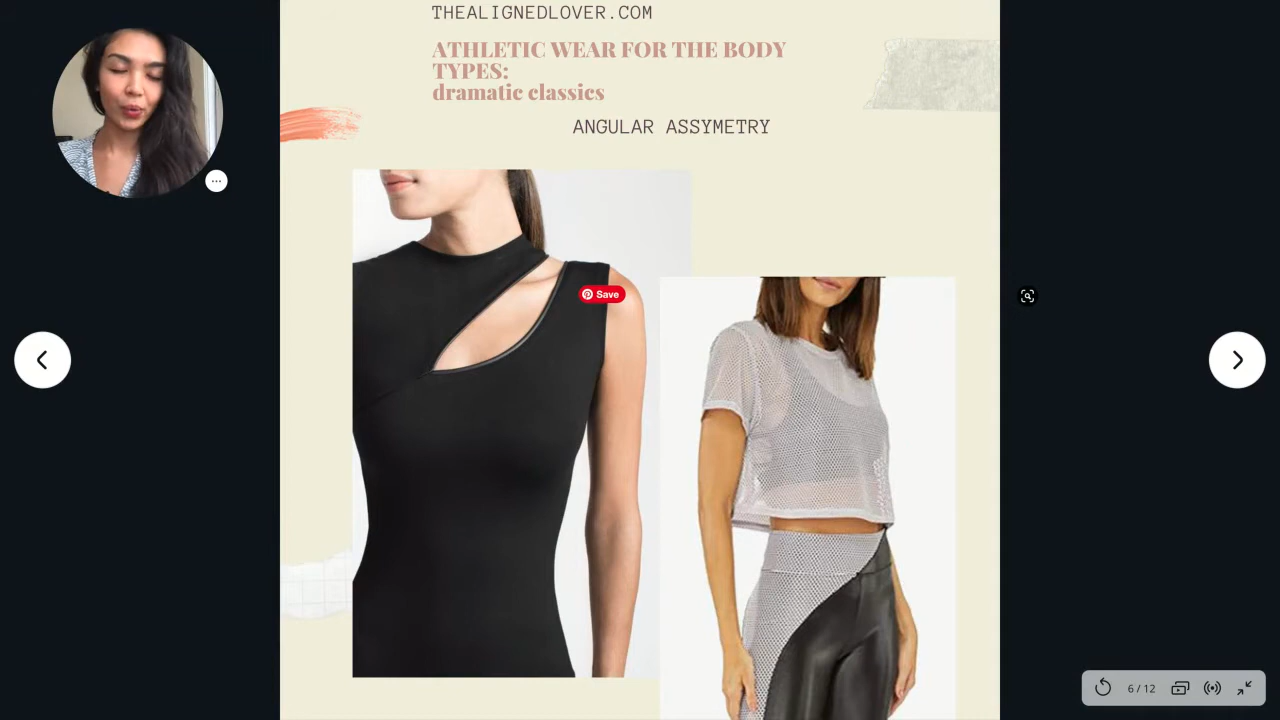 THEALIGNEDLOVER.COM
ATHLETIC WEAR FOR THE BODY
TYPES:
dramatic classics
ANGULAR ASSYMETRY
Save
6 / 12